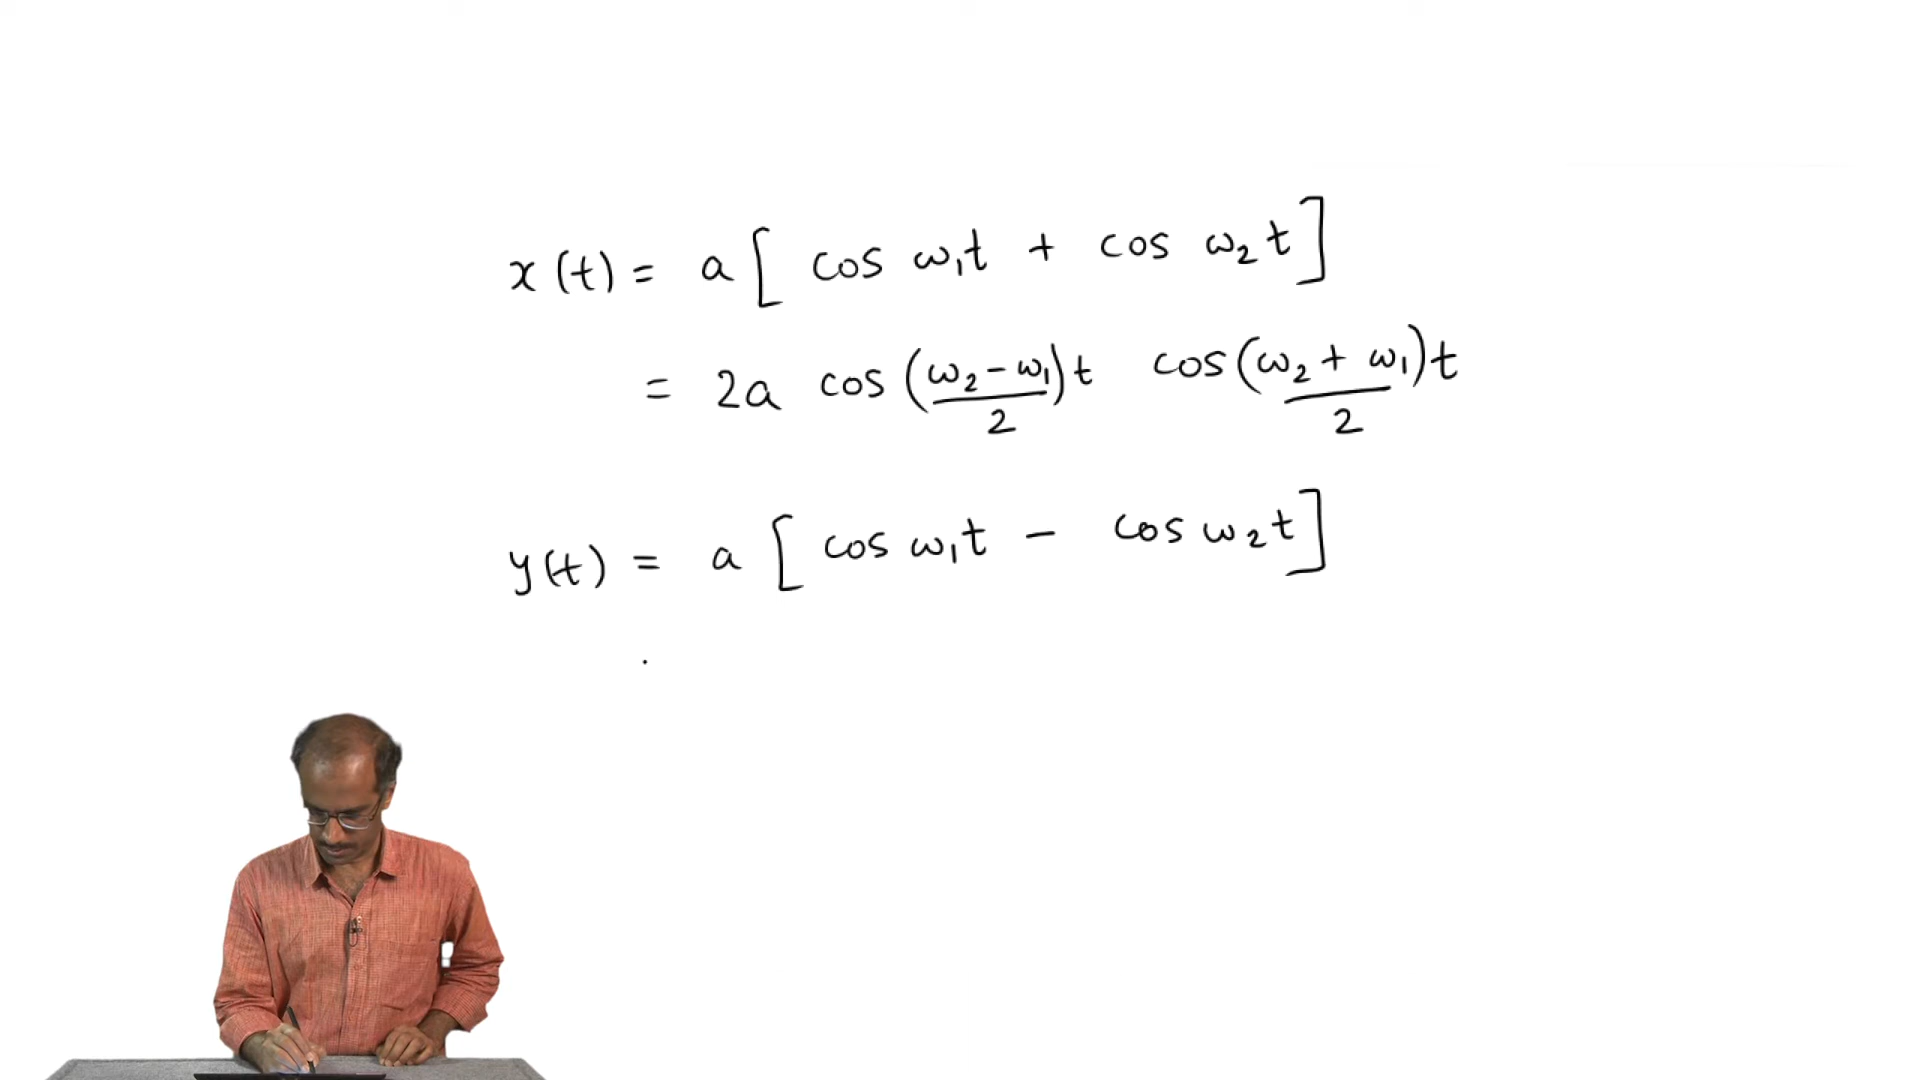 x(t) = a[ cos ω₁t + cos ω₂t]
= 2a cos (ω₂ - ω₁)/2 t cos (ω₂ + ω₁)/2 t
y(t) = a [cos ω₁t - cos ω₂t]